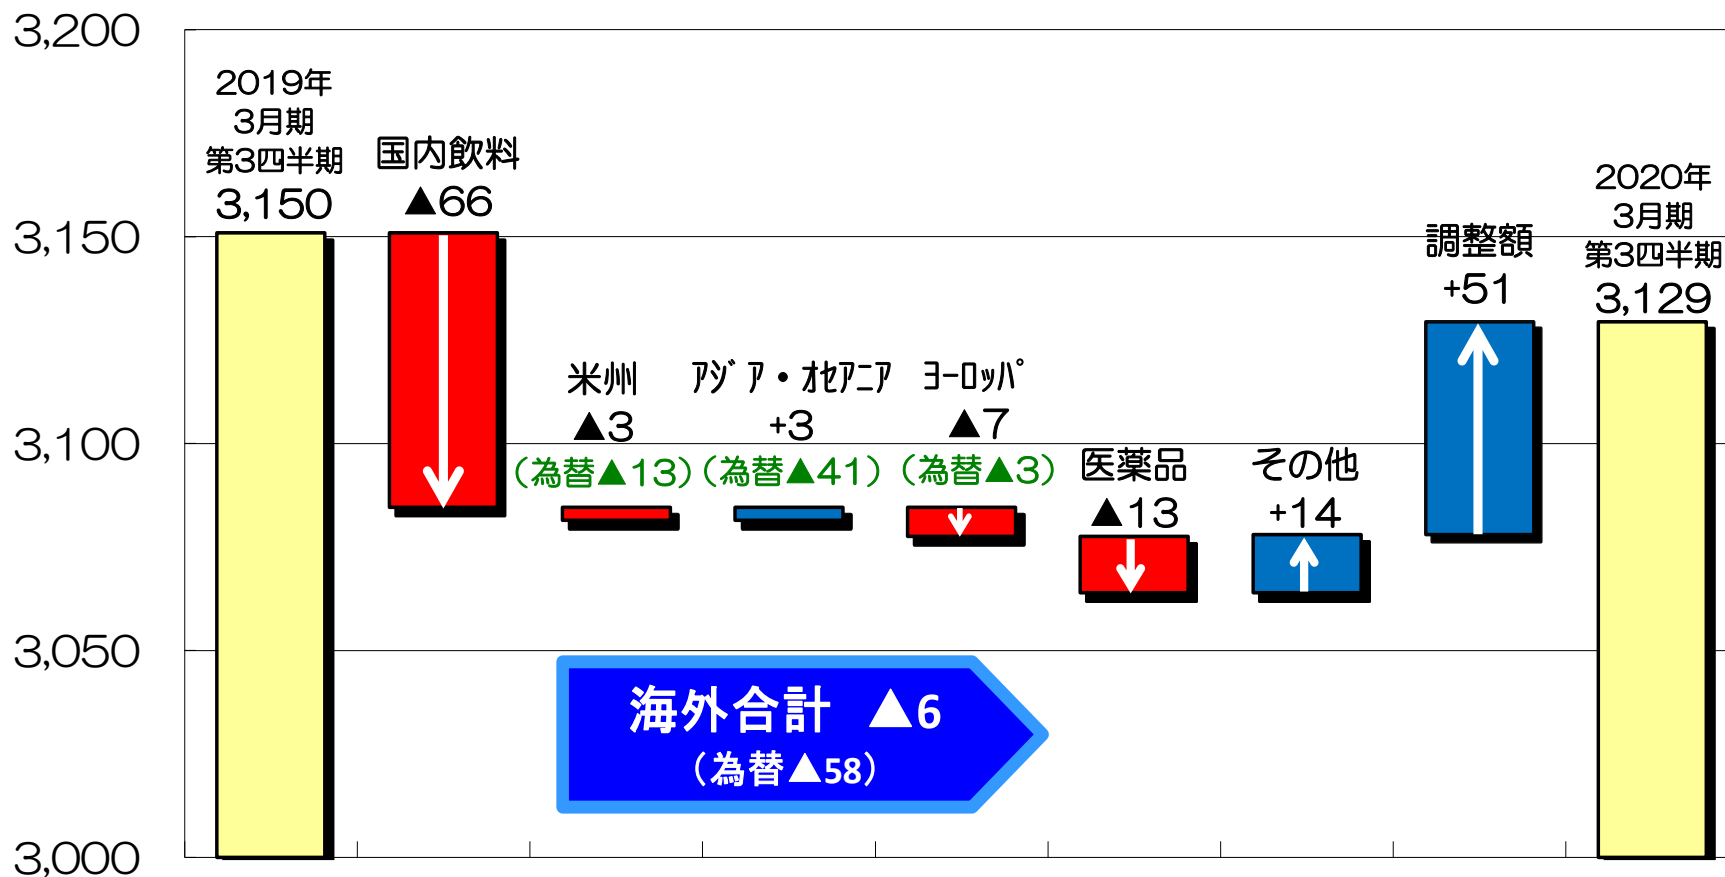 3,200
3,150
3,100
3,050
3,000
2019年
3月期
第3四半期
3,150
国内飲料
▲66
米州
▲3
(為替▲13)
ｱｼﾞｱ・ｵｾｱﾆｱ
+3
(為替▲41)
ﾖｰﾛｯﾊﾟ
▲7
(為替▲3)
医薬品
▲13
その他
+14
調整額
+51
2020年
3月期
第3四半期
3,129
海外合計 ▲6
(為替▲58)